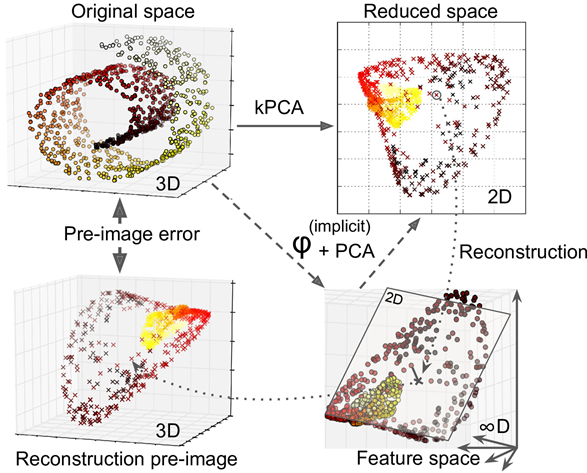 Original space
Reduced space
kPCA
3D
2D
Pre-image error
(implicit)
φ + PCA
Reconstruction
2D
∞D
3D
Feature space
Reconstruction pre-image